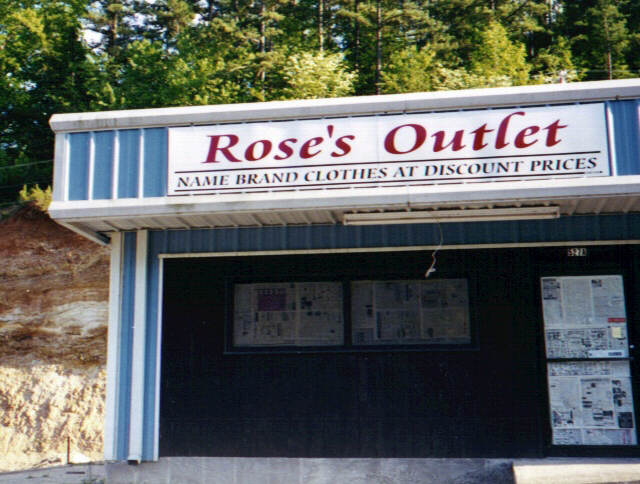 Rose's Outlet
NAME BRAND CLOTHES AT DISCOUNT PRICES